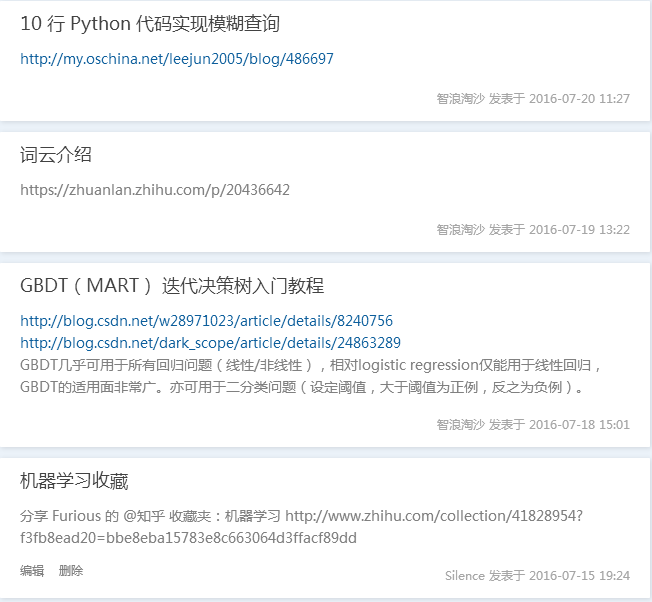 10 行 Python 代码实现模糊查询
http://my.oschina.net/leejun2005/blog/486697
智浪淘沙 发表于 2016-07-20 11:27
词云介绍
https://zhuanlan.zhihu.com/p/20436642
智浪淘沙 发表于 2016-07-19 13:22
GBDT（MART） 迭代决策树入门教程
http://blog.csdn.net/w28971023/article/details/8240756
http://blog.csdn.net/dark_scope/article/details/24863289
GBDT几乎可用于所有回归问题（线性/非线性），相对logistic regression仅能用于线性回归，
GBDT的适用面非常广。亦可用于二分类问题（设定阈值，大于阈值为正例，反之为负例）。
智浪淘沙 发表于 2016-07-18 15:01
机器学习收藏
分享 Furious 的 @知乎 收藏夹：机器学习 http://www.zhihu.com/collection/41828954?
f3fb8ead20=bbe8eba15783e8c663064d3ffacf89dd
编辑 删除
Silence 发表于 2016-07-15 19:24